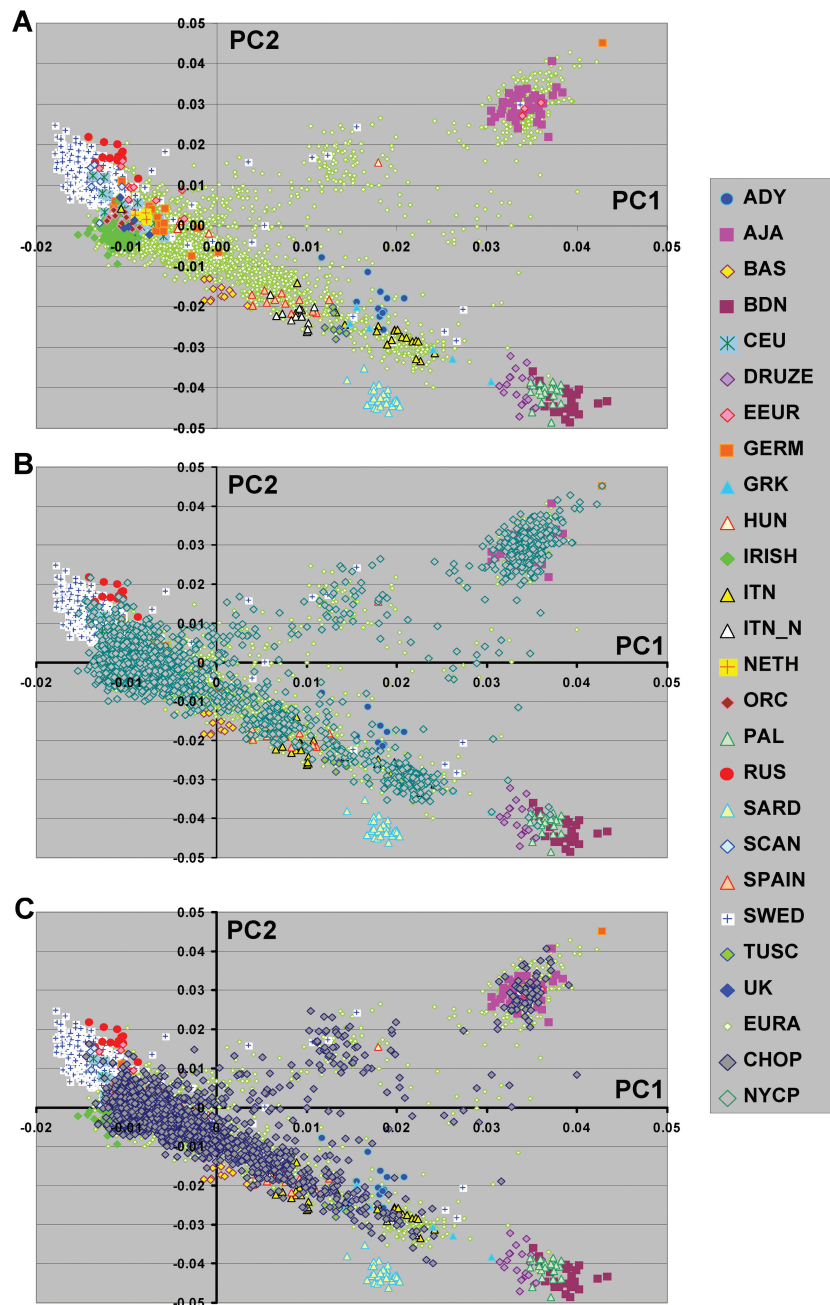 A
PC2
0.05
0.04
0.03
0.02
0.01
0.00
PC1
-0.02
-0.01
0.00
0.01
0.02
0.03
0.04
0.05
-0.01
-0.02
-0.03
-0.04
-0.05
B
PC2
0.05
0.04
0.03
0.02
0.01
0
PC1
-0.02
-0.01
0
0.01
0.02
0.03
0.04
0.05
-0.01
-0.02
-0.03
-0.04
-0.05
C
PC2
0.05
0.04
0.03
0.02
0.01
0
PC1
-0.02
-0.01
0
0.01
0.02
0.03
0.04
0.05
-0.01
-0.02
-0.03
-0.04
-0.05
ADY
AJA
BAS
BDN
CEU
DRUZE
EEUR
GERM
GRK
HUN
IRISH
ITN
ITN_N
NETH
ORC
PAL
RUS
SARD
SCAN
SPAIN
SWED
TUSC
UK
EURA
CHOP
NYCP